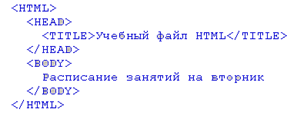 <HTML>
<HEAD>
<TITLE>Учебный файл HTML</TITLE>
</HEAD>
<BODY>
Расписание занятий на вторник
</BODY>
</HTML>